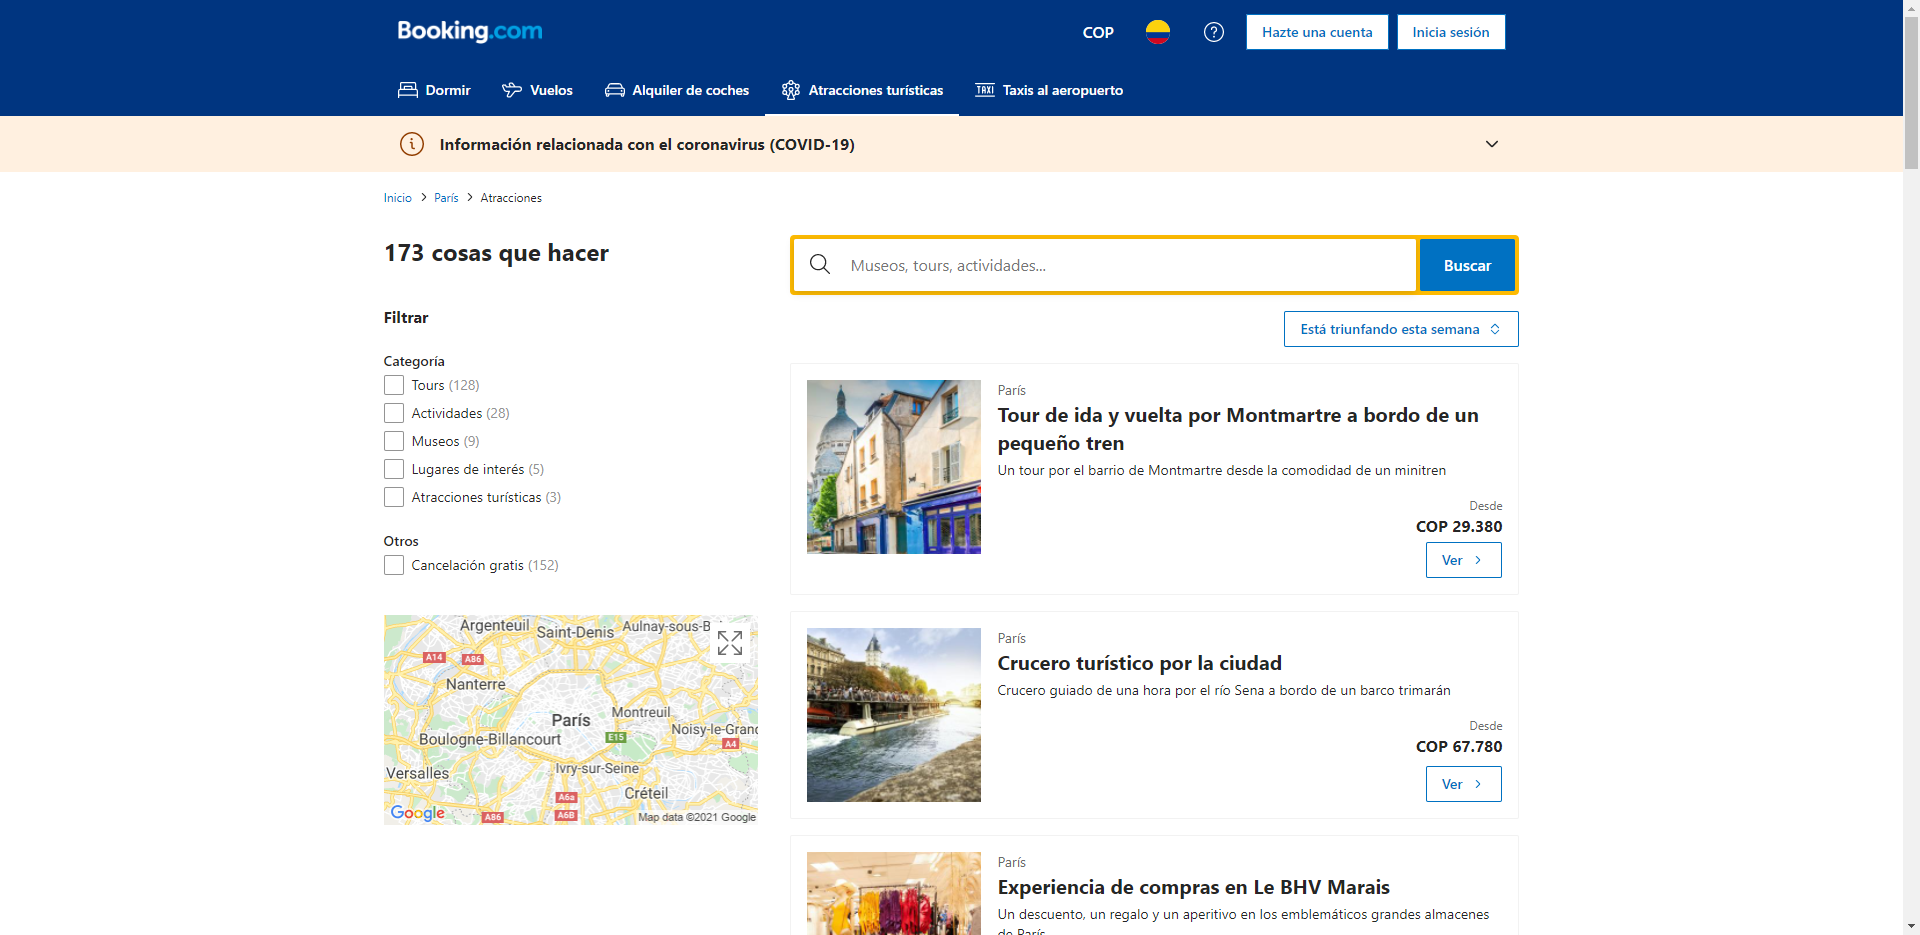 Booking.com
COP
Hazte una cuenta
Inicia sesión
Dormir
Vuelos
Alquiler de coches
Atracciones turísticas
TAXI
Taxis al aeropuerto
Información relacionada con el coronavirus (COVID-19)
Inicio > París > Atracciones
173 cosas que hacer
Museos, tours, actividades...
Buscar
Filtrar
Está triunfando esta semana
Categoría
Tours (128)
Actividades (28)
Museos (9)
Lugares de interés (5)
Atracciones turísticas (3)
Otros
Cancelación gratis (152)
Argenteuil
Saint-Denis
Aulnay-sous-B
A14
A86
Nanterre
París
Montreuil
Noisy-le-Grand
Boulogne-Billancourt
E15
A4
Versalles
Ivry-sur-Seine
Créteil
A6a
A6B
A86
Google
Map data ©2021 Google
París
Tour de ida y vuelta por Montmartre a bordo de un
pequeño tren
Un tour por el barrio de Montmartre desde la comodidad de un minitren
Desde
COP 29.380
Ver
París
Crucero turístico por la ciudad
Crucero guiado de una hora por el río Sena a bordo de un barco trimarán
Desde
COP 67.780
Ver
París
Experiencia de compras en Le BHV Marais
Un descuento, un regalo y un aperitivo en los emblemáticos grandes almacenes
de París